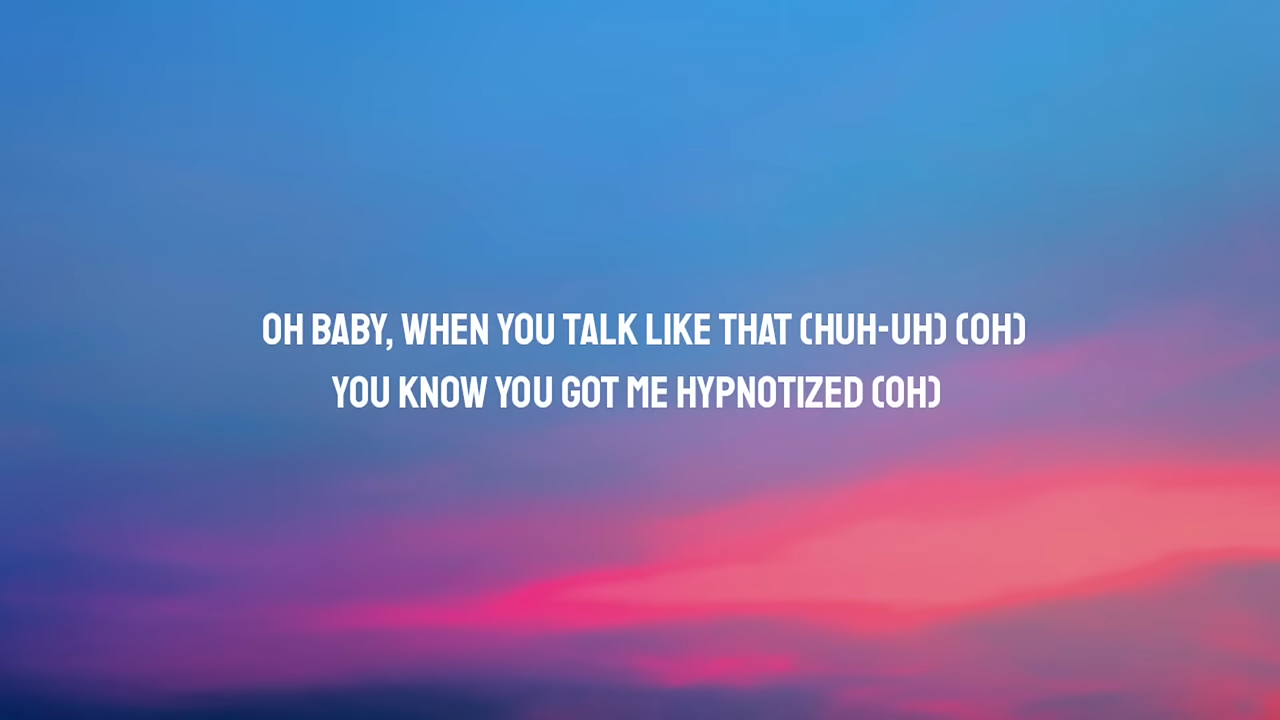 OH BABY, WHEN YOU TALK LIKE THAT (HUH-UH) (OH)
YOU KNOW YOU GOT ME HYPNOTIZED (OH)